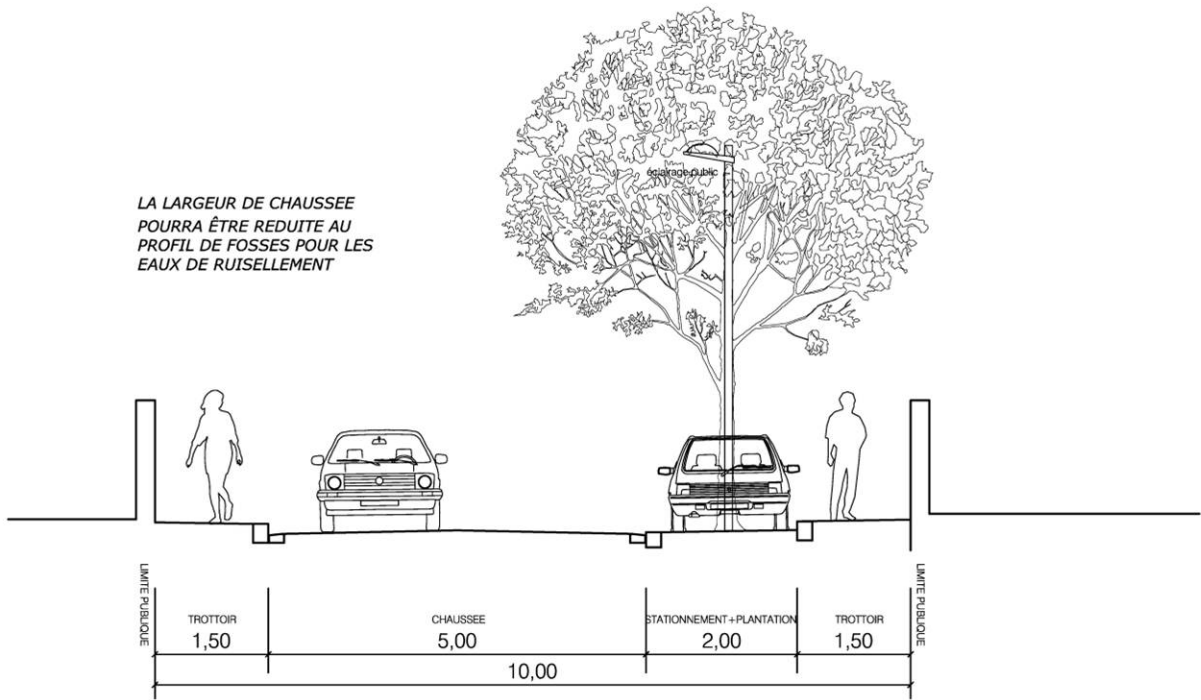 LA LARGEUR DE CHAUSSEE
POURRA ÊTRE REDUITE AU
PROFIL DE FOSSES POUR LES
EAUX DE RUISELLEMENT
éclairage public
LIMITE PUBLIQUE
TROTTOIR
1,50
CHAUSSEE
5,00
STATIONNEMENT+PLANTATION
2,00
TROTTOIR
1,50
LIMITE PUBLIQUE
10,00